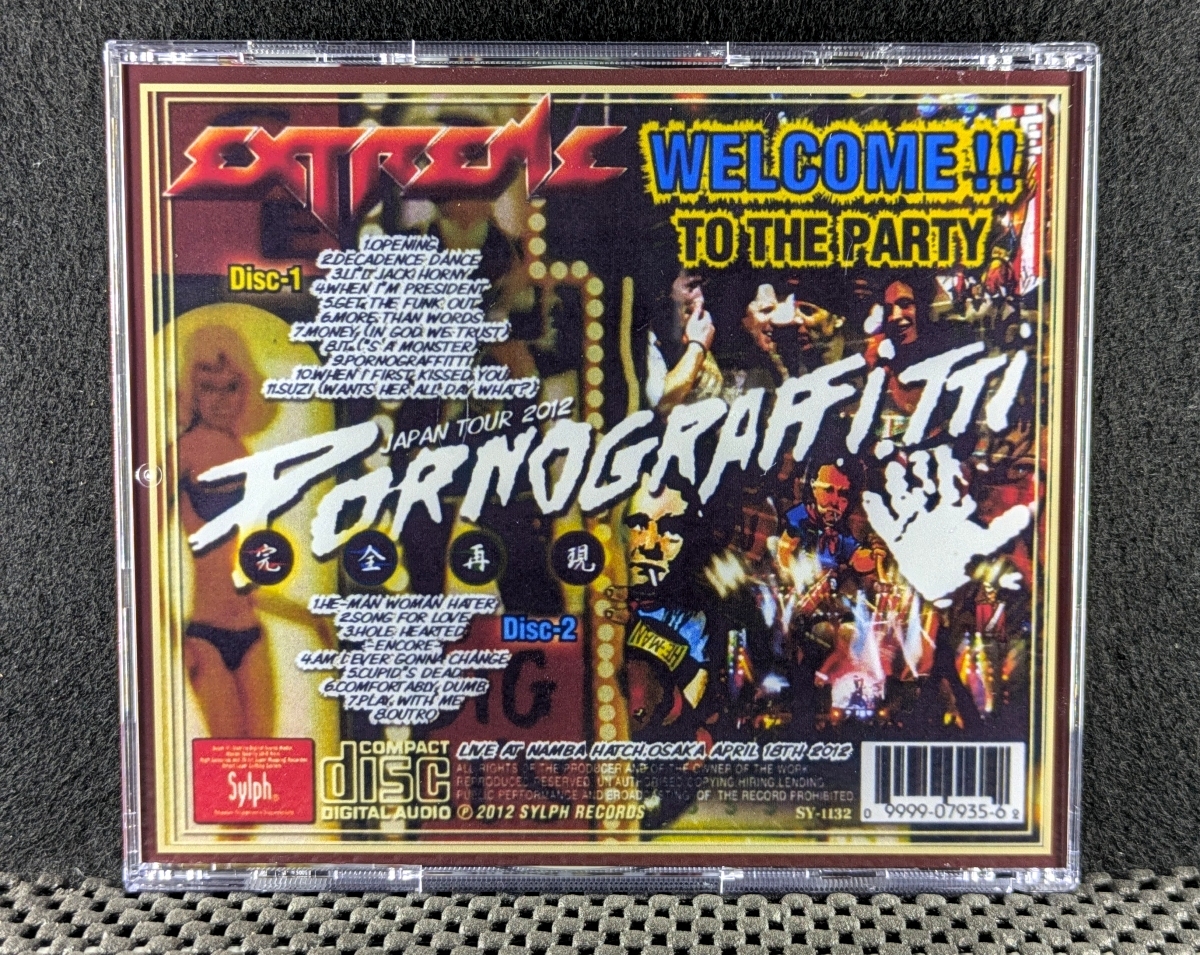 EXTREME
WELCOME!!
TO THE PARTY
Disc-1
1.OPENING
2.DECADENCE DANCE
3.LI'L JACK HORNY
4.WHEN I'M PRESIDENT
5.GET THE FUNK OUT
6.MORE THAN WORDS
7.MONEY (IN GOD WE TRUST)
8.IT ('S A MONSTER)
9.PORNOGRAFFITTI
10.WHEN I FIRST KISSED YOU
11.SUZI (WANTS HER ALL DAY WHAT?)
JAPAN TOUR 2012
PORNOGRAFFITTI
完全再現
Disc-2
1.HE-MAN WOMAN HATER
2.SONG FOR LOVE
3.HOLE HEARTED
-ENCORE-
4.AM I EVER GONNA CHANGE
5.CUPID'S DEAD
6.COMFORTABLY DUMB
7.PLAY WITH ME
8.OUTRO
HE-MAN
Sylph
COMPACT
disc
DIGITAL AUDIO
LIVE AT NAMBA HATCH,OSAKA APRIL 18TH 2012
ALL RIGHTS OF THE PRODUCER AND OF THE OWNER OF THE WORK
REPRODUCED RESERVED UNAUTHORISED COPYING,HIRING,LENDING,
PUBLIC PERFORMANCE AND BROADCASTING OF THE RECORD PROHIBITED
℗ 2012 SYLPH RECORDS
SY-1132
0 9999-07935-6 2